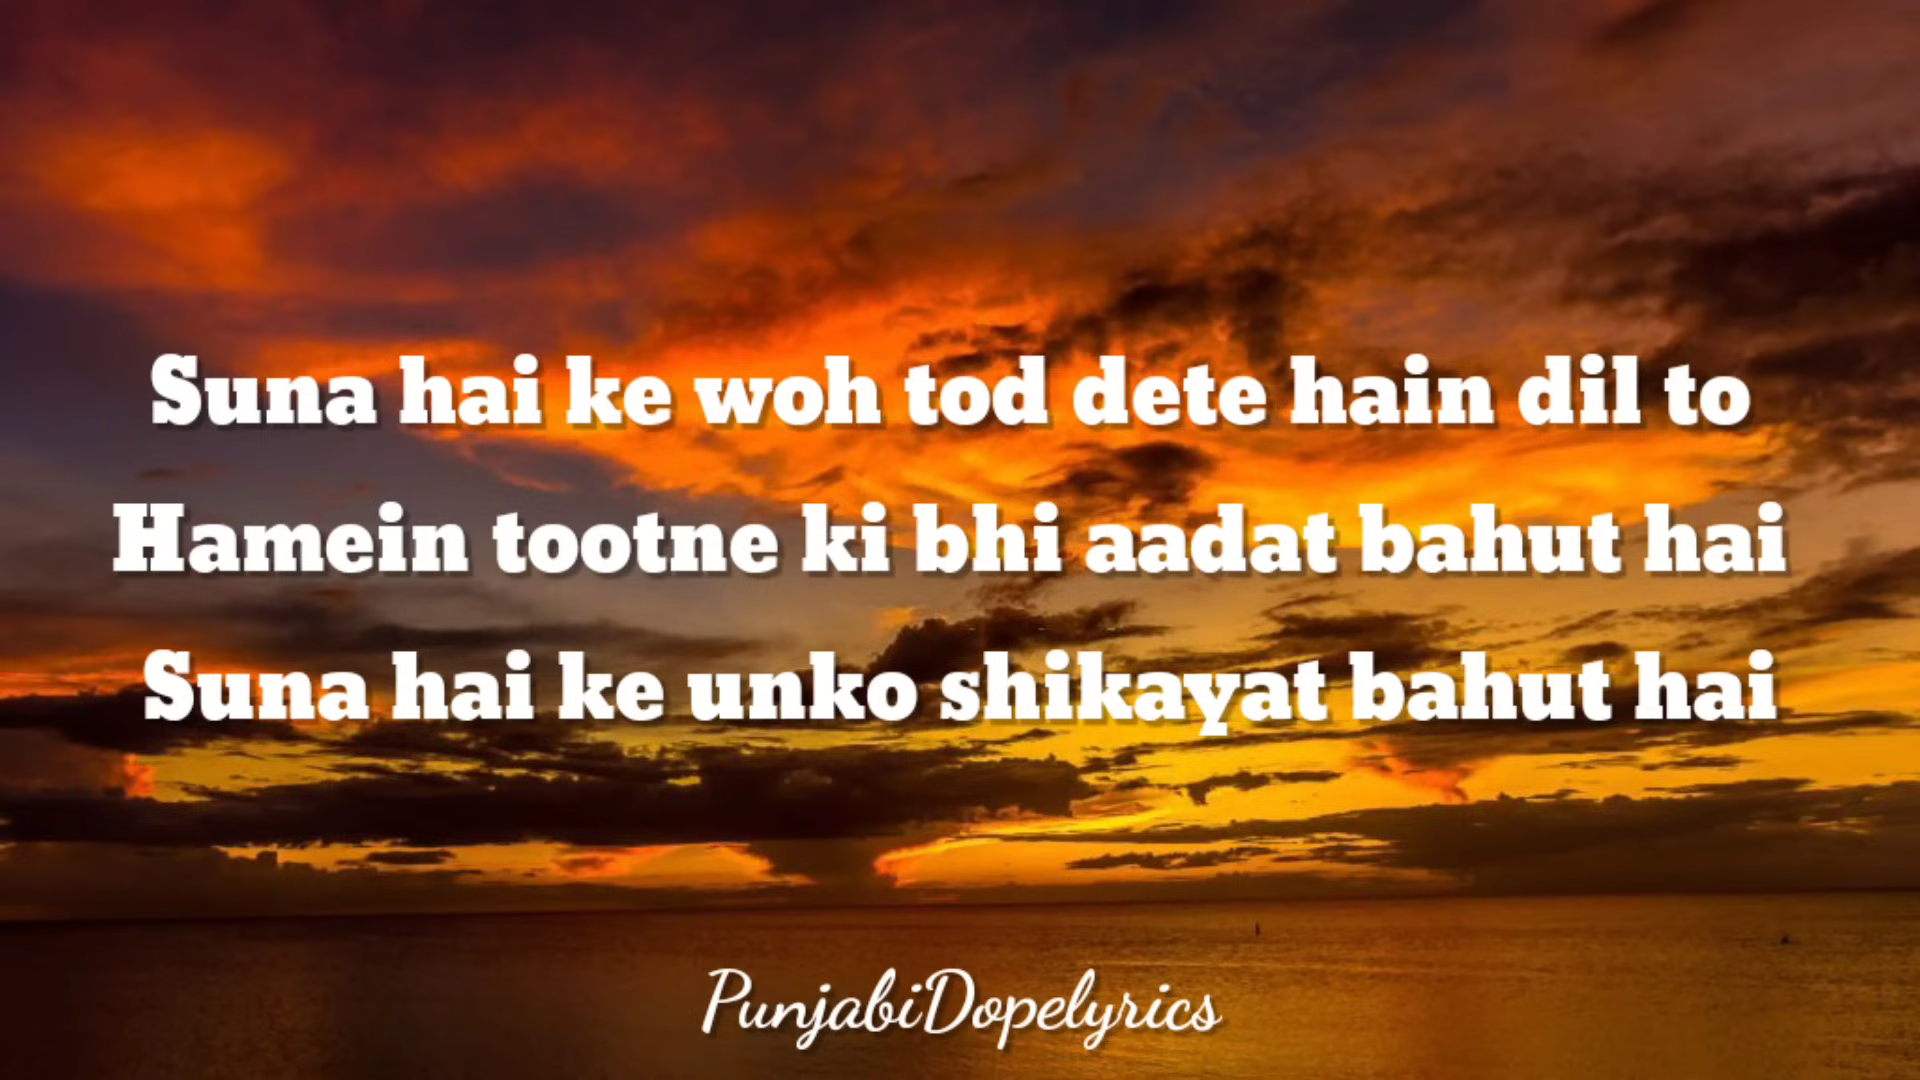 Suna hai ke woh tod dete hain dil to
Hamein tootne ki bhi aadat bahut hai
Suna hai ke unko shikayat bahut hai
PunjabiDopelyrics